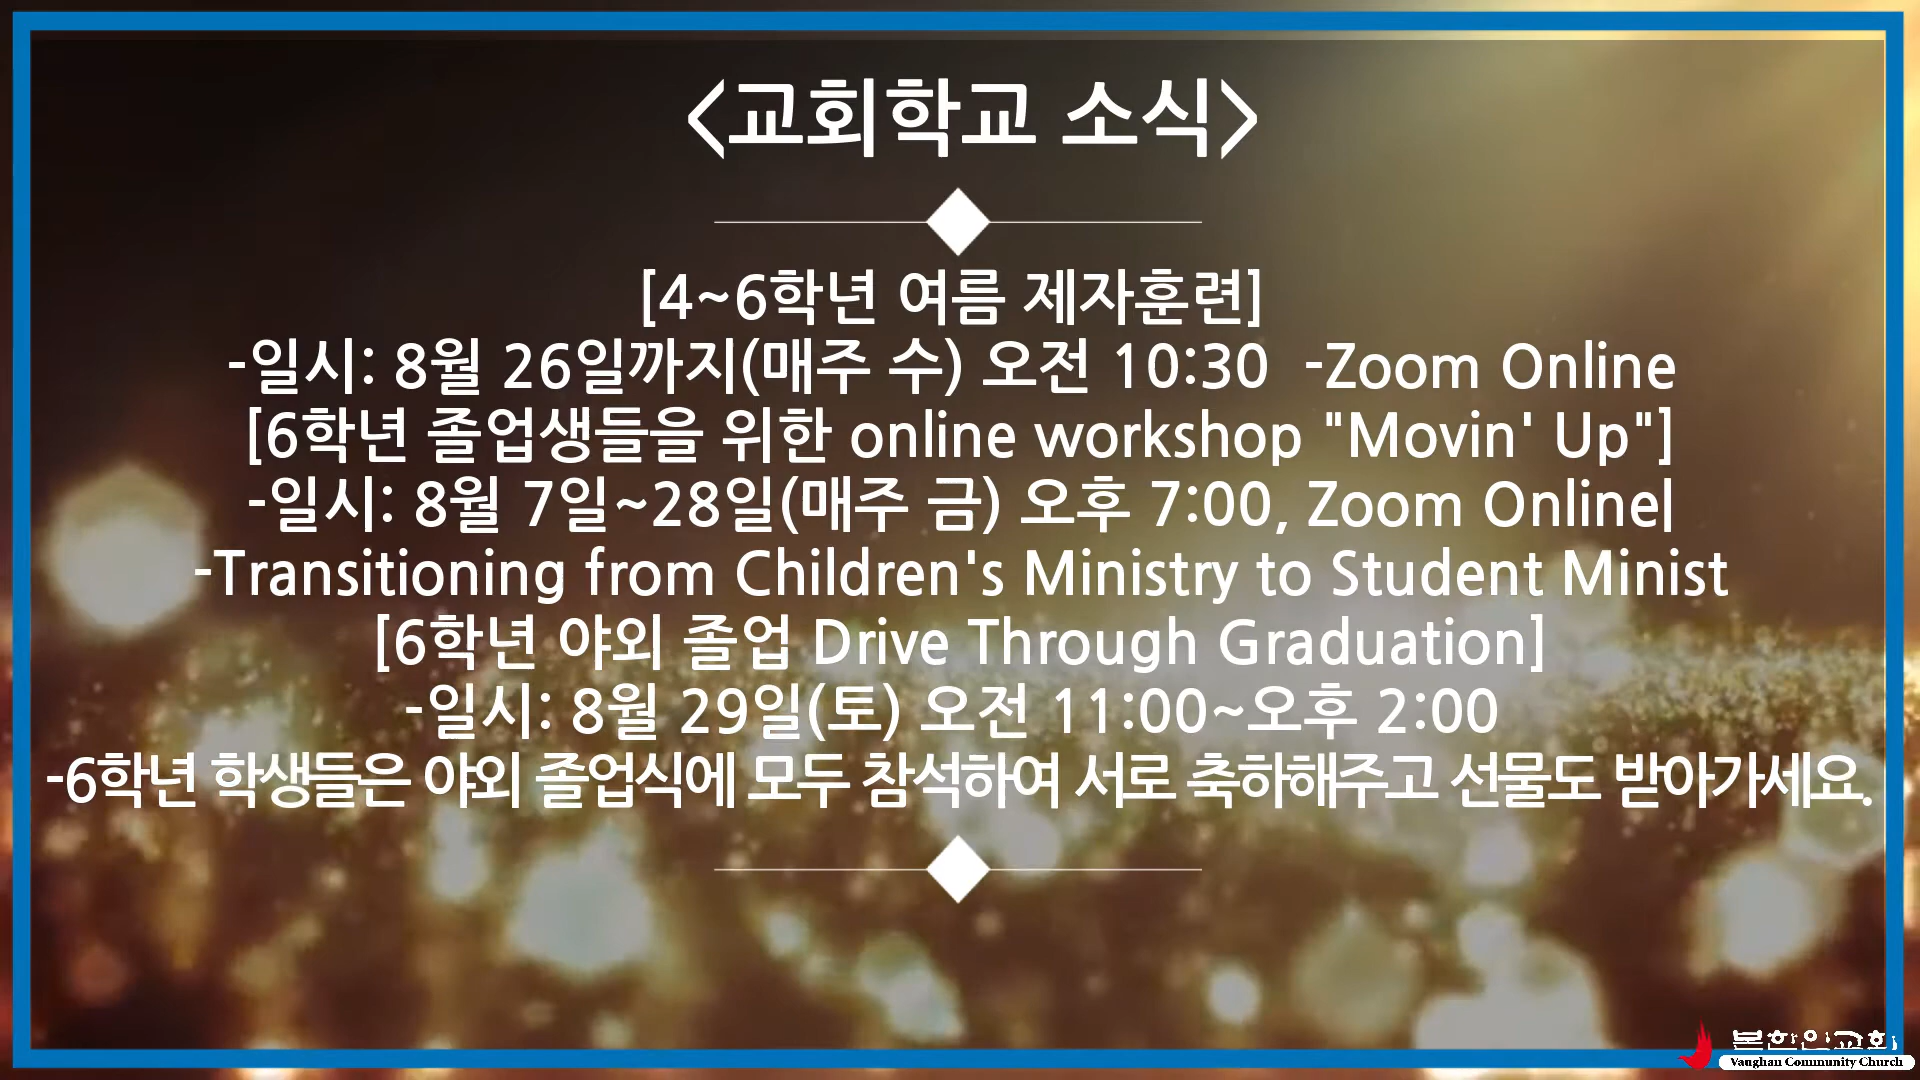 <교회학교 소식>
[4~6학년 여름 제자훈련]
-일시: 8월 26일까지(매주 수) 오전 10:30 -Zoom Online
[6학년 졸업생들을 위한 online workshop "Movin' Up"]
-일시: 8월 7일~28일(매주 금) 오후 7:00, Zoom Online|
-Transitioning from Children's Ministry to Student Minist
[6학년 야외 졸업 Drive Through Graduation]
-일시: 8월 29일(토) 오전 11:00~오후 2:00
-6학년 학생들은 야외 졸업식에 모두 참석하여 서로 축하해주고 선물도 받아가세요.
본한인교회
Vaughan Community Church